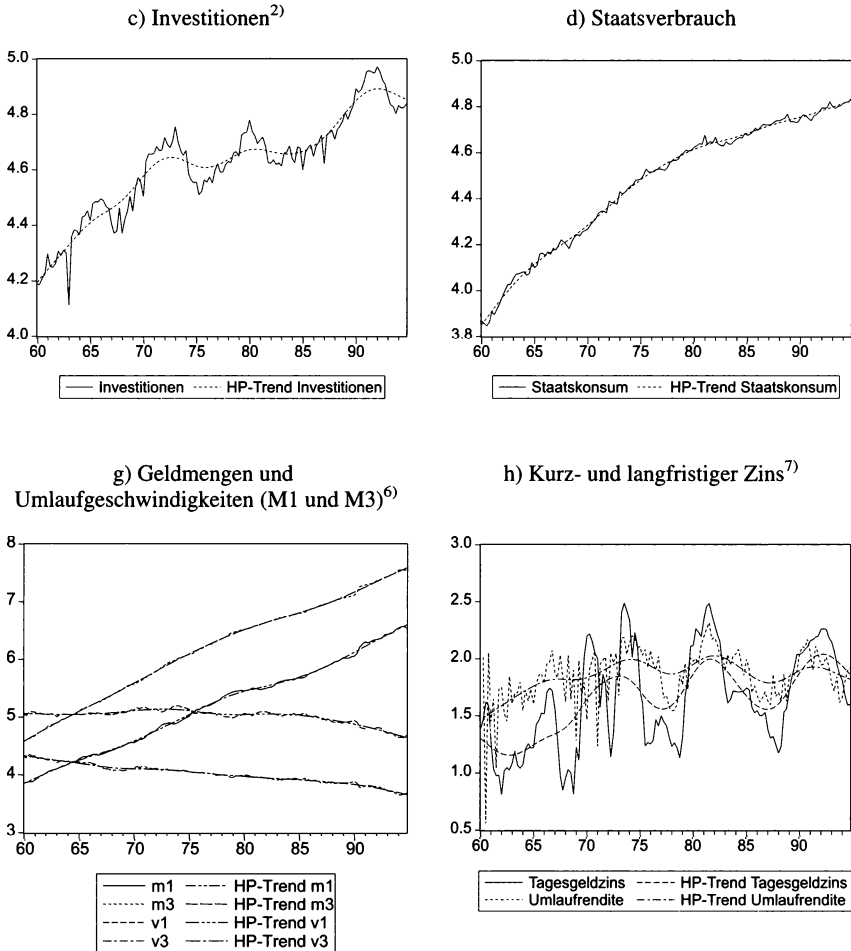 c) Investitionen2)
5.0
4.8
4.6
4.4
4.2
4.0
60 65 70 75 80 85 90
Investitionen HP-Trend Investitionen
d) Staatsverbrauch
5.0
4.8
4.6
4.4
4.2
4.0
3.8
60 65 70 75 80 85 90
Staatskonsum HP-Trend Staatskonsum
g) Geldmengen und
Umlaufgeschwindigkeiten (M1 und M3)6)
8
7
6
5
4
3
60 65 70 75 80 85 90
m1 HP-Trend m1
m3 HP-Trend m3
v1 HP-Trend v1
v3 HP-Trend v3
h) Kurz- und langfristiger Zins7)
3.0
2.5
2.0
1.5
1.0
0.5
60 65 70 75 80 85 90
Tagesgeldzins HP-Trend Tagesgeldzins
Umlaufrendite HP-Trend Umlaufrendite